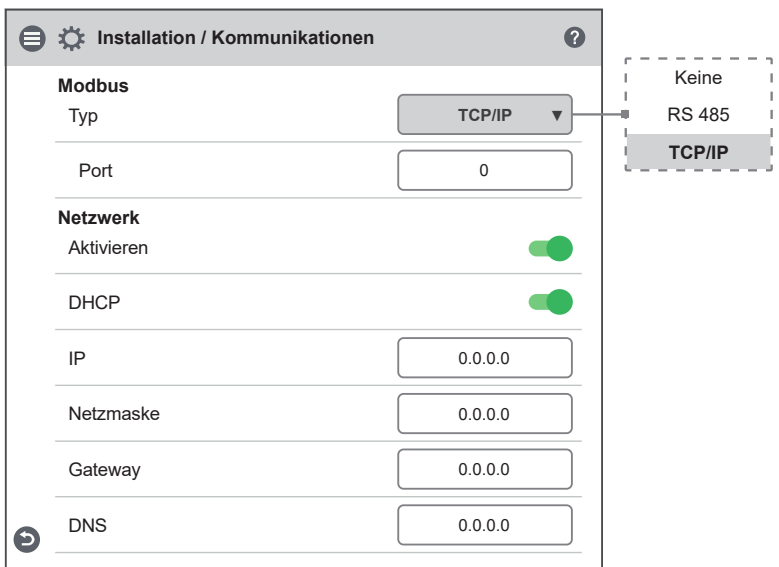 Installation / Kommunikationen ?
Modbus
Typ TCP/IP ▼
Keine
RS 485
TCP/IP
Port 0
Netzwerk
Aktivieren
DHCP
IP 0.0.0.0
Netzmaske 0.0.0.0
Gateway 0.0.0.0
DNS 0.0.0.0